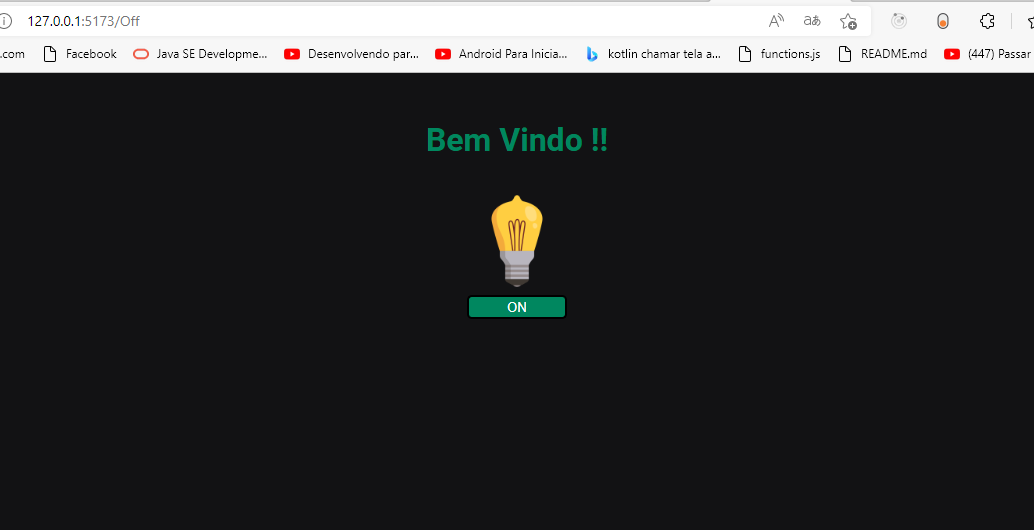 127.0.0.1:5173/Off
.com Facebook Java SE Developme... Desenvolvendo par... Android Para Inicia... kotlin chamar tela a... functions.js README.md (447) Passar
Bem Vindo !!
ON